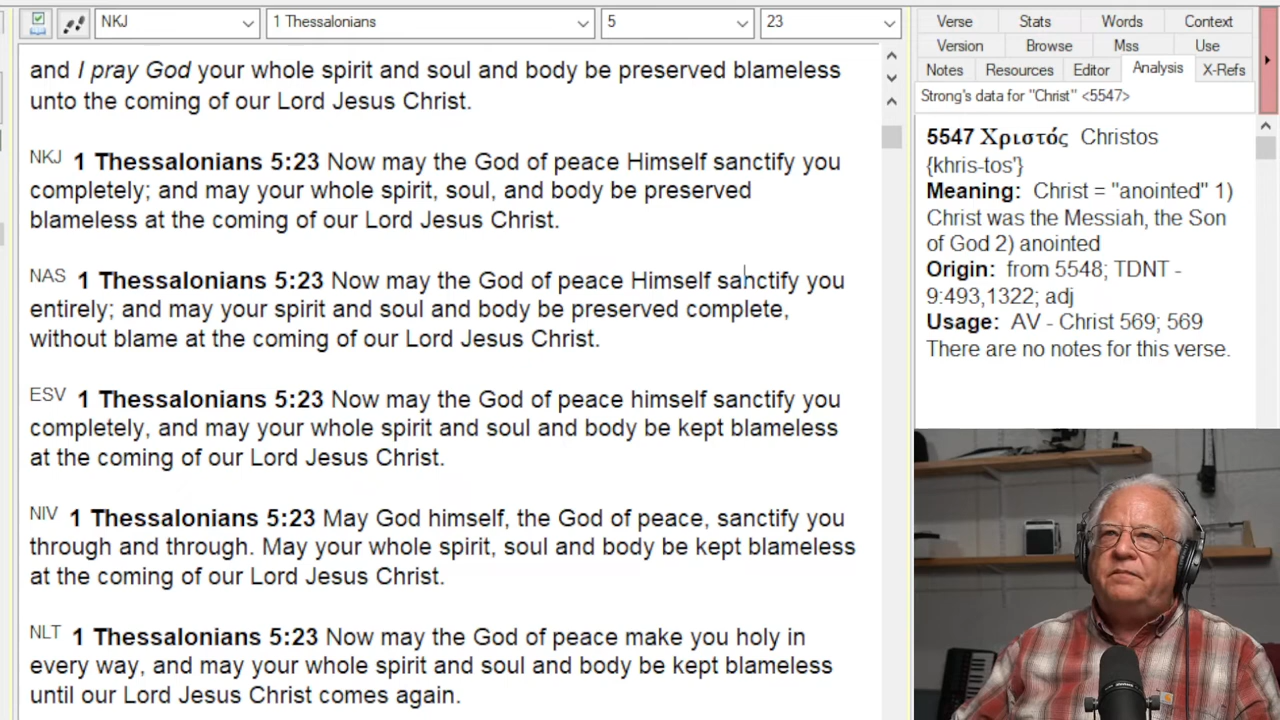 NKJ
1 Thessalonians
5
23
and I pray God your whole spirit and soul and body be preserved blameless
unto the coming of our Lord Jesus Christ.
NKJ 1 Thessalonians 5:23 Now may the God of peace Himself sanctify you
completely; and may your whole spirit, soul, and body be preserved
blameless at the coming of our Lord Jesus Christ.
NAS 1 Thessalonians 5:23 Now may the God of peace Himself sanctify you
entirely; and may your spirit and soul and body be preserved complete,
without blame at the coming of our Lord Jesus Christ.
ESV 1 Thessalonians 5:23 Now may the God of peace himself sanctify you
completely, and may your whole spirit and soul and body be kept blameless
at the coming of our Lord Jesus Christ.
NIV 1 Thessalonians 5:23 May God himself, the God of peace, sanctify you
through and through. May your whole spirit, soul and body be kept blameless
at the coming of our Lord Jesus Christ.
NLT 1 Thessalonians 5:23 Now may the God of peace make you holy in
every way, and may your whole spirit and soul and body be kept blameless
until our Lord Jesus Christ comes again.
Verse Stats Words Context
Version Browse Mss Use
Notes Resources Editor Analysis X-Refs
Strong's data for "Christ" <5547>
5547 Χριστός Christos
{khris-tos'}
Meaning: Christ = "anointed" 1)
Christ was the Messiah, the Son
of God 2) anointed
Origin: from 5548; TDNT -
9:493,1322; adj
Usage: AV - Christ 569; 569
There are no notes for this verse.